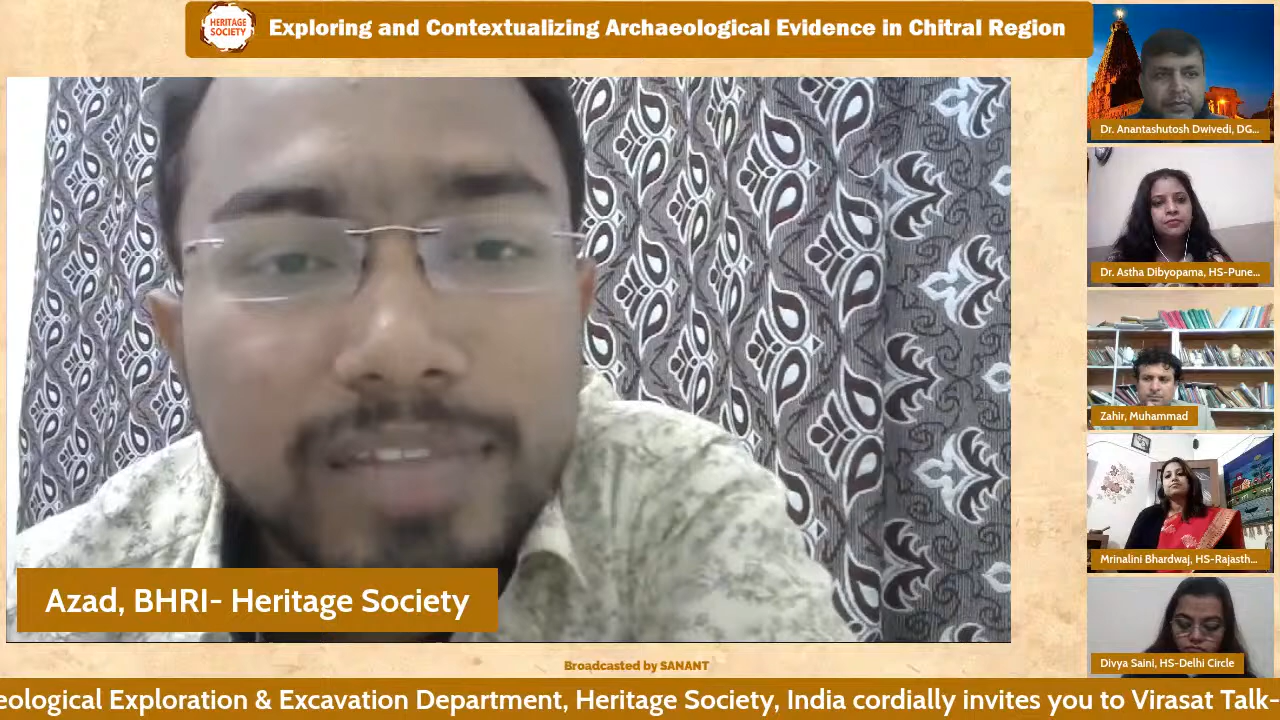 HERITAGE
SOCIETY
Exploring and Contextualizing Archaeological Evidence in Chitral Region
Dr. Anantashutosh Dwivedi, DG...
Dr. Astha Dibyopama, HS-Pune...
Zahir, Muhammad
Mrinalini Bhardwaj, HS-Rajasth...
Divya Saini, HS-Delhi Circle
Azad, BHRI- Heritage Society
Broadcasted by SANANT
eological Exploration & Excavation Department, Heritage Society, India cordially invites you to Virasat Talk-